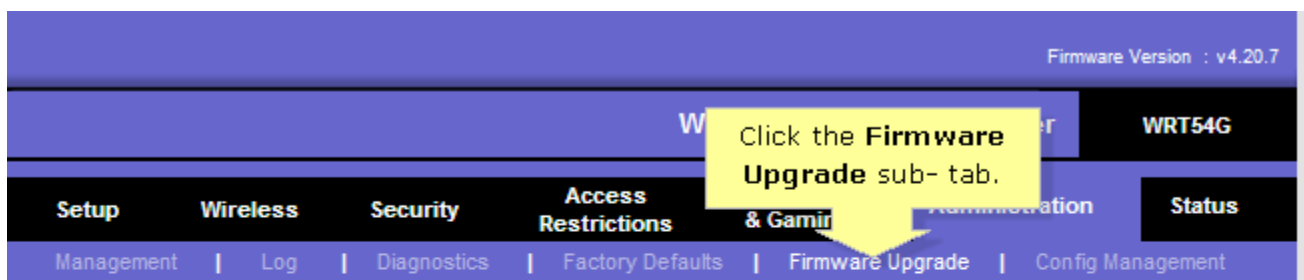 Firmware Version : v4.20.7
WRT54G
Click the Firmware
Upgrade sub- tab.
Setup Wireless Security Access Restrictions & Status
Management | Log | Diagnostics | Factory Defaults | Firmware Upgrade | Config Management